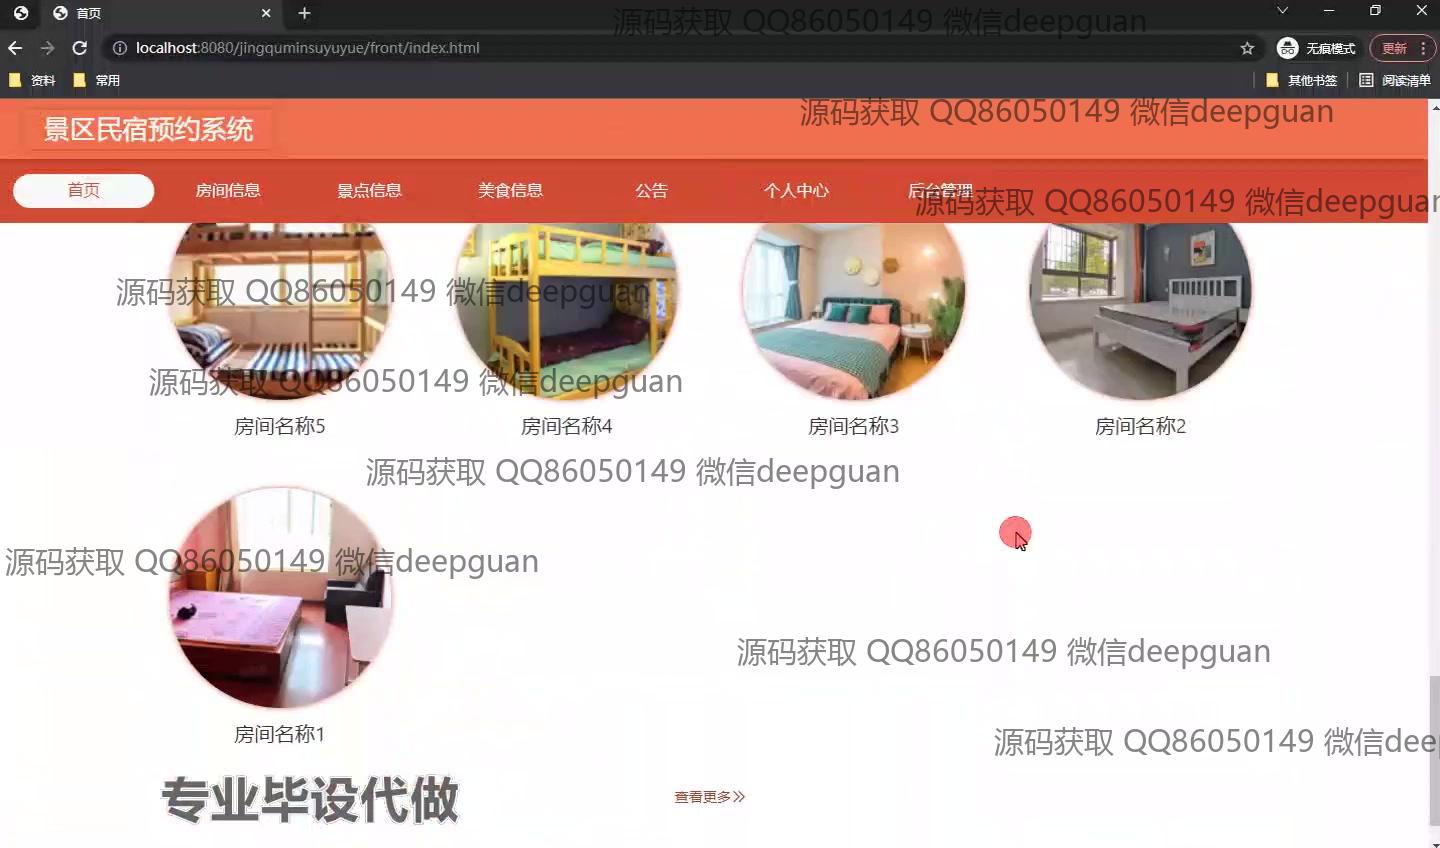 首页
源码获取 QQ86050149 微信deepguan
localhost:8080/jingquminsuyuyue/front/index.html
无痕模式
更新
资料
常用
其他书签
阅读清单
景区民宿预约系统
源码获取 QQ86050149 微信deepguan
首页
房间信息
景点信息
美食信息
公告
个人中心
后台管理
源码获取 QQ86050149 微信deepguan
源码获取 QQ86050149 微信deepguan
源码获取 QQ86050149 微信deepguan
房间名称5
房间名称4
房间名称3
房间名称2
源码获取 QQ86050149 微信deepguan
源码获取 QQ86050149 微信deepguan
源码获取 QQ86050149 微信deepguan
房间名称1
源码获取 QQ86050149 微信dee
专业毕设代做
查看更多